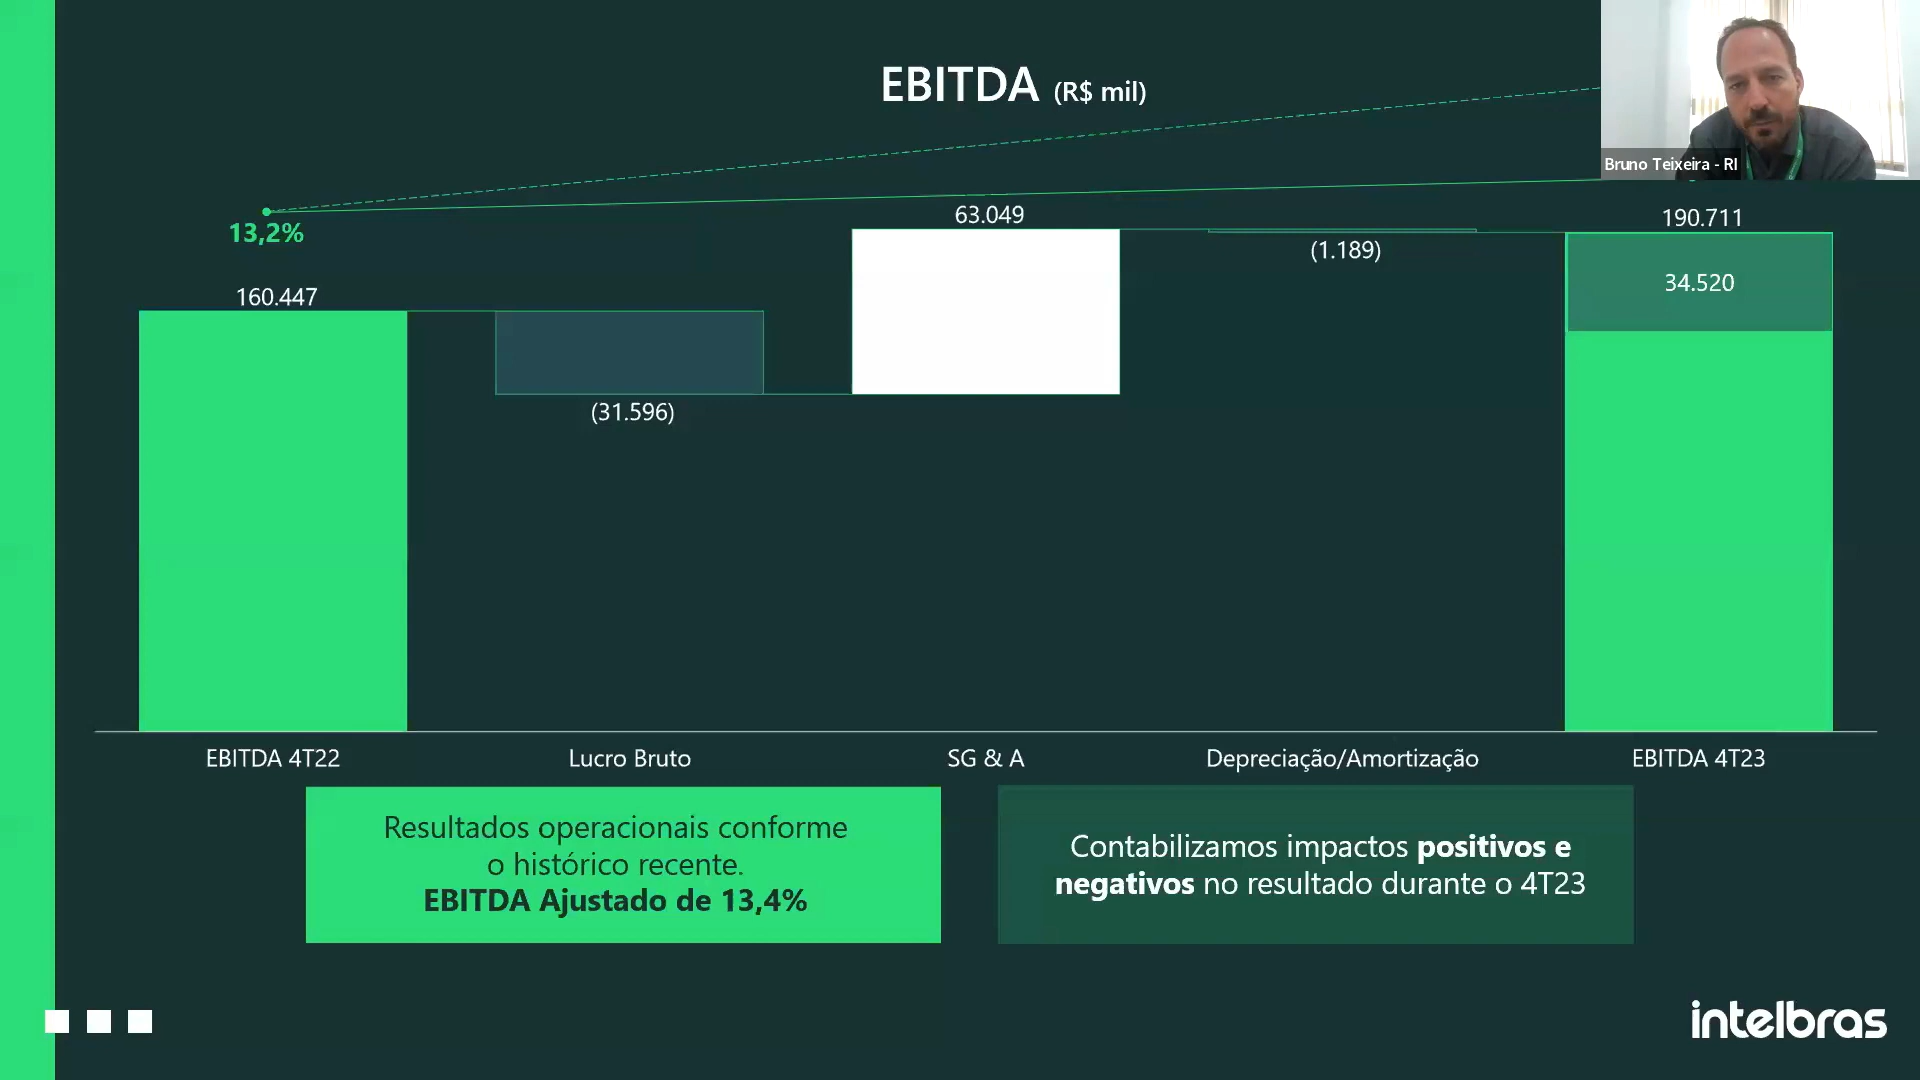 EBITDA (R$ mil)
Bruno Teixeira - RI
13,2%
160.447
(31.596)
63.049
(1.189)
190.711
34.520
EBITDA 4T22
Lucro Bruto
SG & A
Depreciação/Amortização
EBITDA 4T23
Resultados operacionais conforme
o histórico recente.
EBITDA Ajustado de 13,4%
Contabilizamos impactos positivos e
negativos no resultado durante o 4T23
intelbras